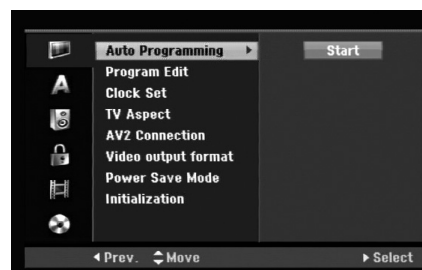 Auto Programming Start
Program Edit
Clock Set
TV Aspect
AV2 Connection
Video output format
Power Save Mode
Initialization
A
Prev. Move Select